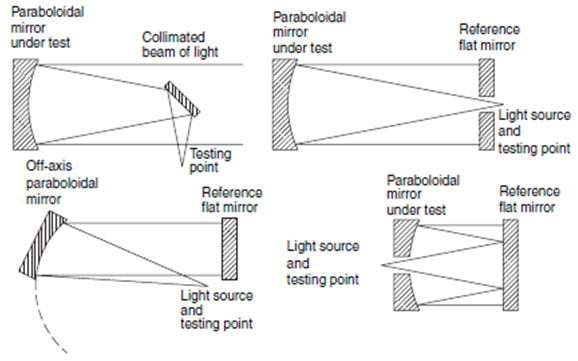 Paraboloidal
mirror
under test
Collimated
beam of light
Testing
point
Paraboloidal
mirror
under test
Reference
flat mirror
Light source
and
testing point
Off-axis
paraboloidal
mirror
Reference
flat mirror
Light source
and
testing point
Paraboloidal
mirror
under test
Reference
flat mirror
Light source
and
testing point